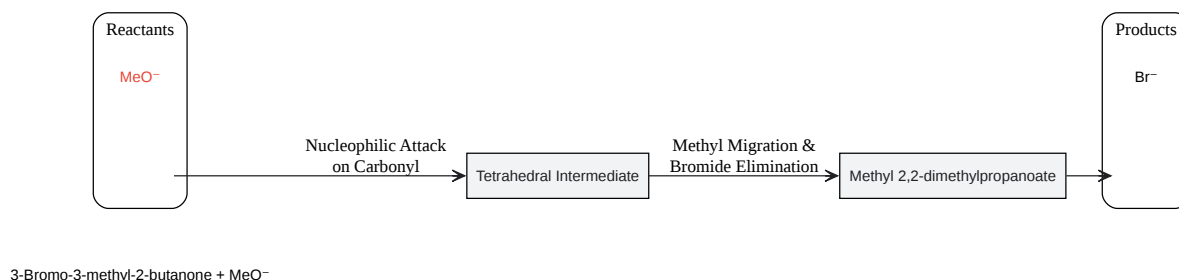 Reactants
Products
MeO⁻
Br⁻
Nucleophilic Attack
on Carbonyl
Methyl Migration &
Bromide Elimination
Tetrahedral Intermediate
Methyl 2,2-dimethylpropanoate
3-Bromo-3-methyl-2-butanone + MeO⁻